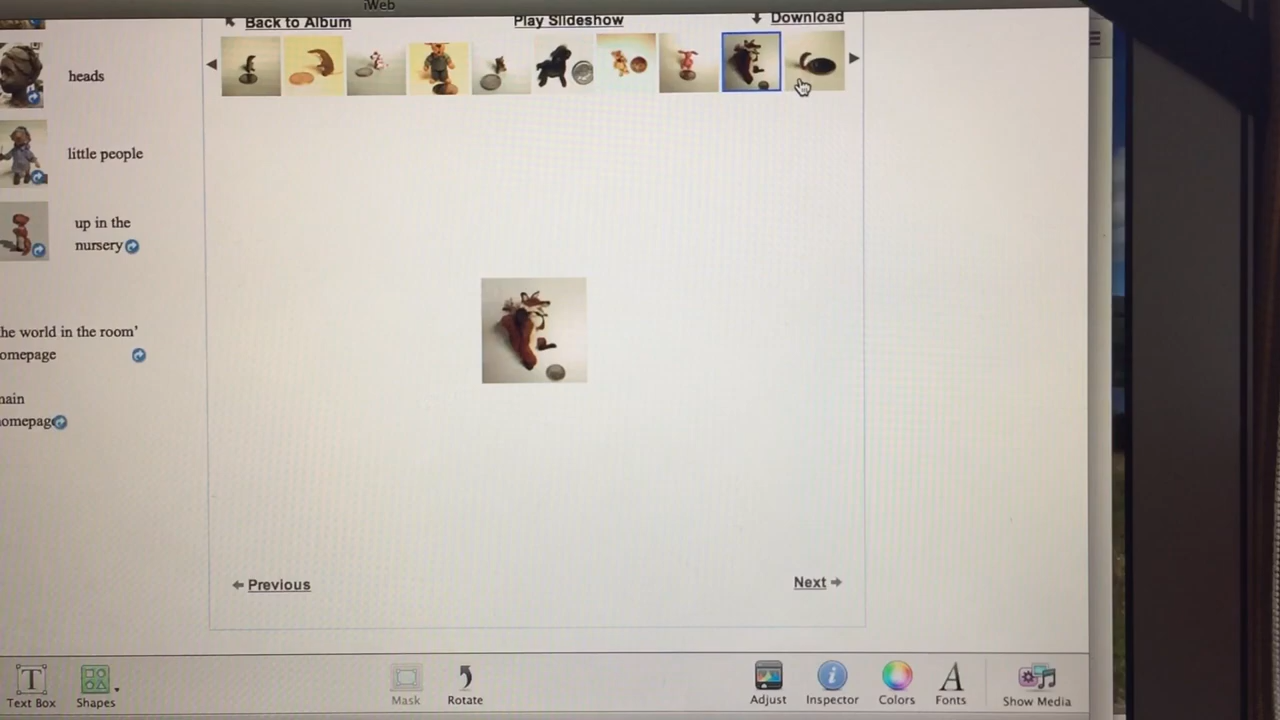 iWeb
Back to Album
Play Slideshow
Download
heads
little people
up in the
nursery
he world in the room’
omepage
main
omepage
Previous
Next
T
Text Box
Shapes
Mask
Rotate
Adjust
Inspector
Colors
A
Fonts
Show Media